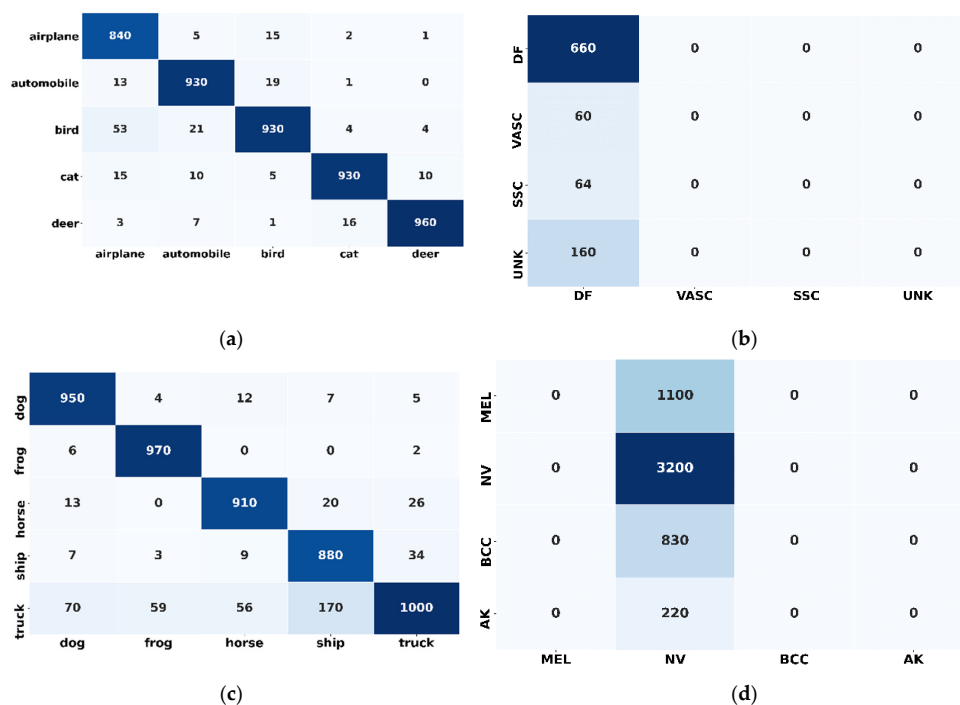 airplane 840 5 15 2 1
automobile 13 930 19 1 0
bird 53 21 930 4 4
cat 15 10 5 930 10
deer 3 7 1 16 960
airplane automobile bird cat deer
(a)
DF 660 0 0 0
VASC 60 0 0 0
SSC 64 0 0 0
UNK 160 0 0 0
DF VASC SSC UNK
(b)
dog 950 4 12 7 5
frog 6 970 0 0 2
horse 13 0 910 20 26
ship 7 3 9 880 34
truck 70 59 56 170 1000
dog frog horse ship truck
(c)
MEL 0 1100 0 0
NV 0 3200 0 0
BCC 0 830 0 0
AK 0 220 0 0
MEL NV BCC AK
(d)